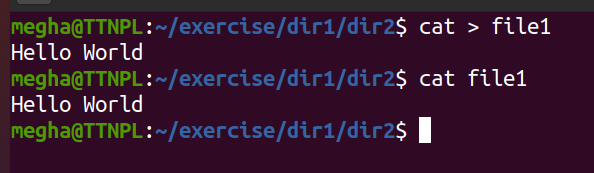 megha@TTNPL:~/exercise/dir1/dir2$ cat > file1
Hello World
megha@TTNPL:~/exercise/dir1/dir2$ cat file1
Hello World
megha@TTNPL:~/exercise/dir1/dir2$